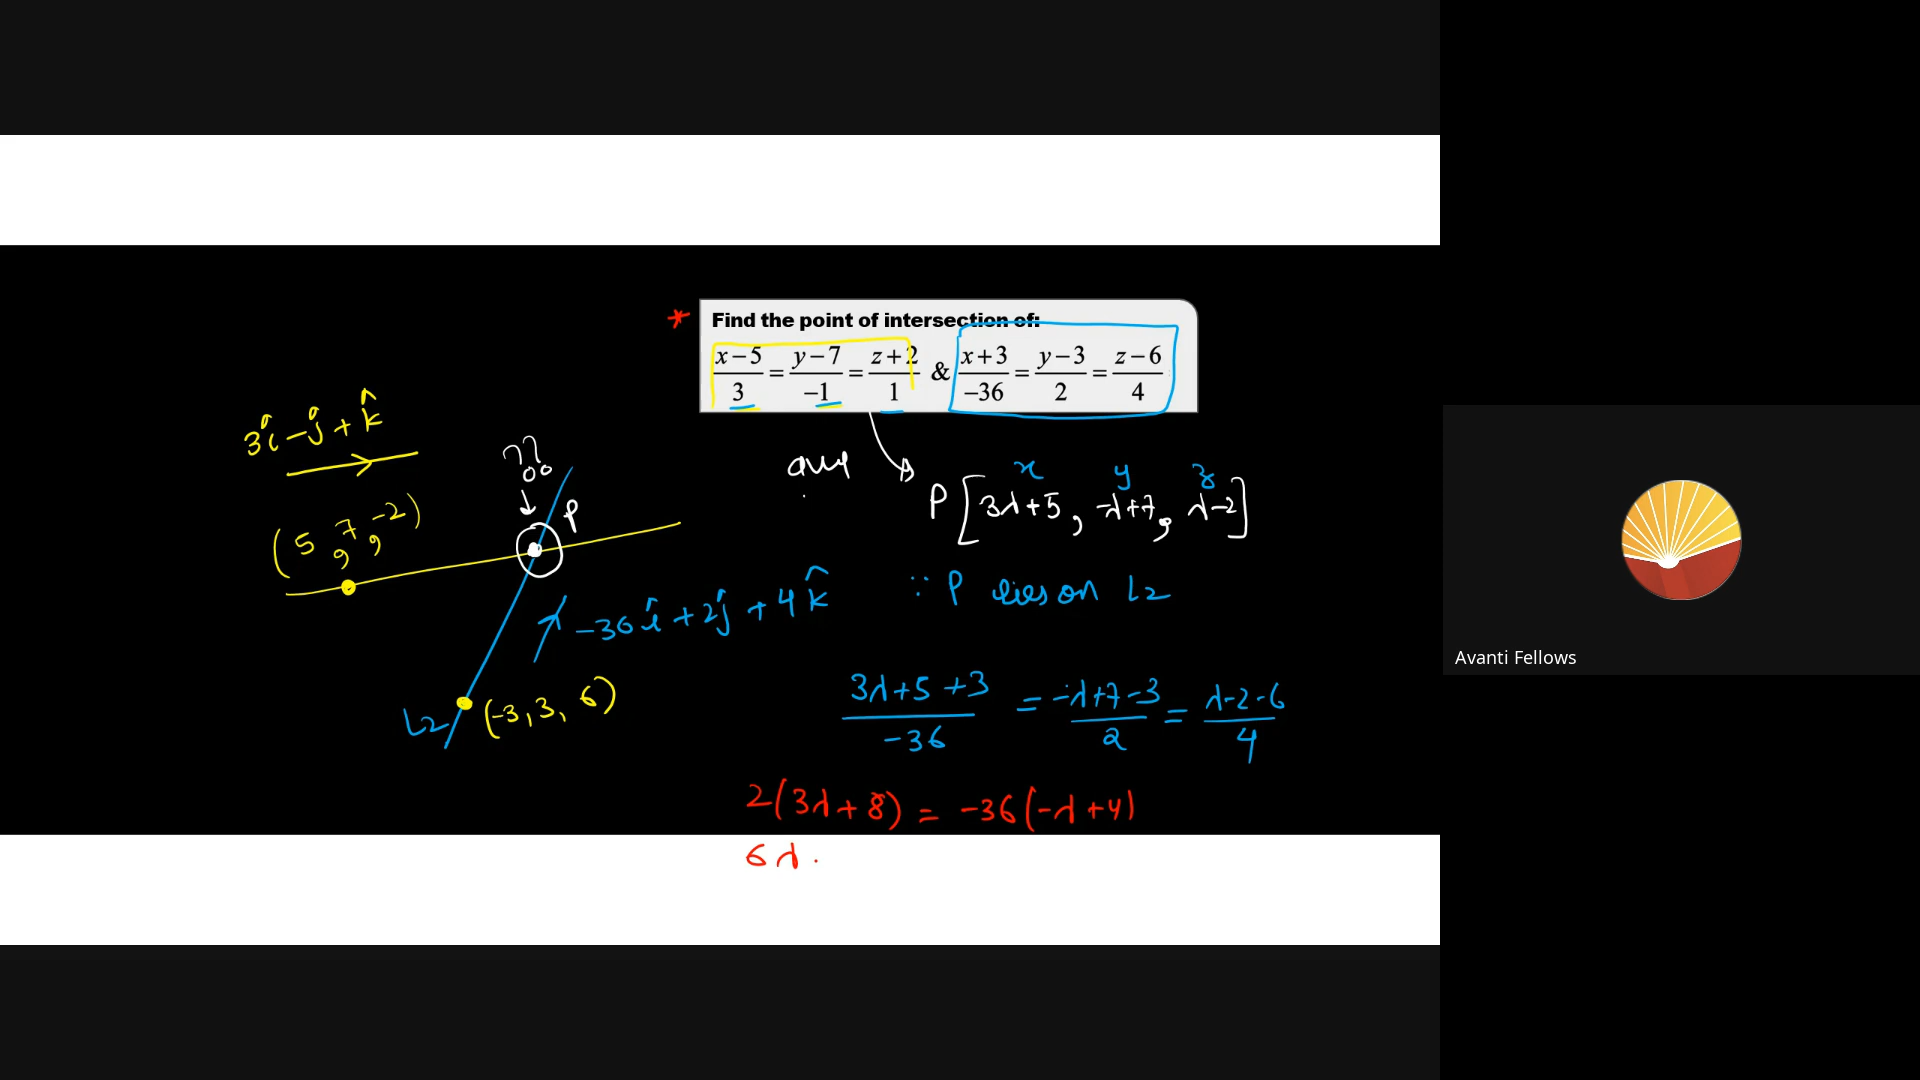 * Find the point of intersection of:
x−5/3 = y−7/−1 = z+2/1 & x+3/−36 = y−3/2 = z−6/4
3î − ĵ + k̂
??
P
(5, 7, −2)
P[3λ+5, −λ+7, λ−2]
x y z
−36î + 2ĵ + 4k̂
∵ P lies on L2
L2 (−3, 3, 6)
3λ+5+3/−36 = −λ+7−3/2 = λ−2−6/4
2(3λ+8) = −36(−λ+4)
6λ
Avanti Fellows